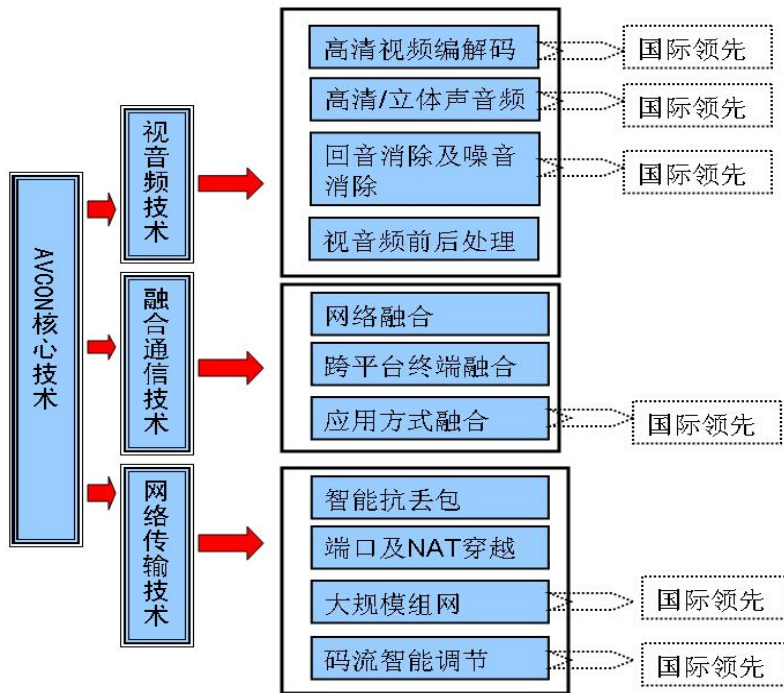 AVCON核心技术
视音频技术
高清视频编解码
国际领先
高清/立体声音频
国际领先
回音消除及噪音
消除
国际领先
视音频前后处理
融合通信技术
网络融合
跨平台终端融合
应用方式融合
国际领先
网络传输技术
智能抗丢包
端口及NAT穿越
大规模组网
国际领先
码流智能调节
国际领先